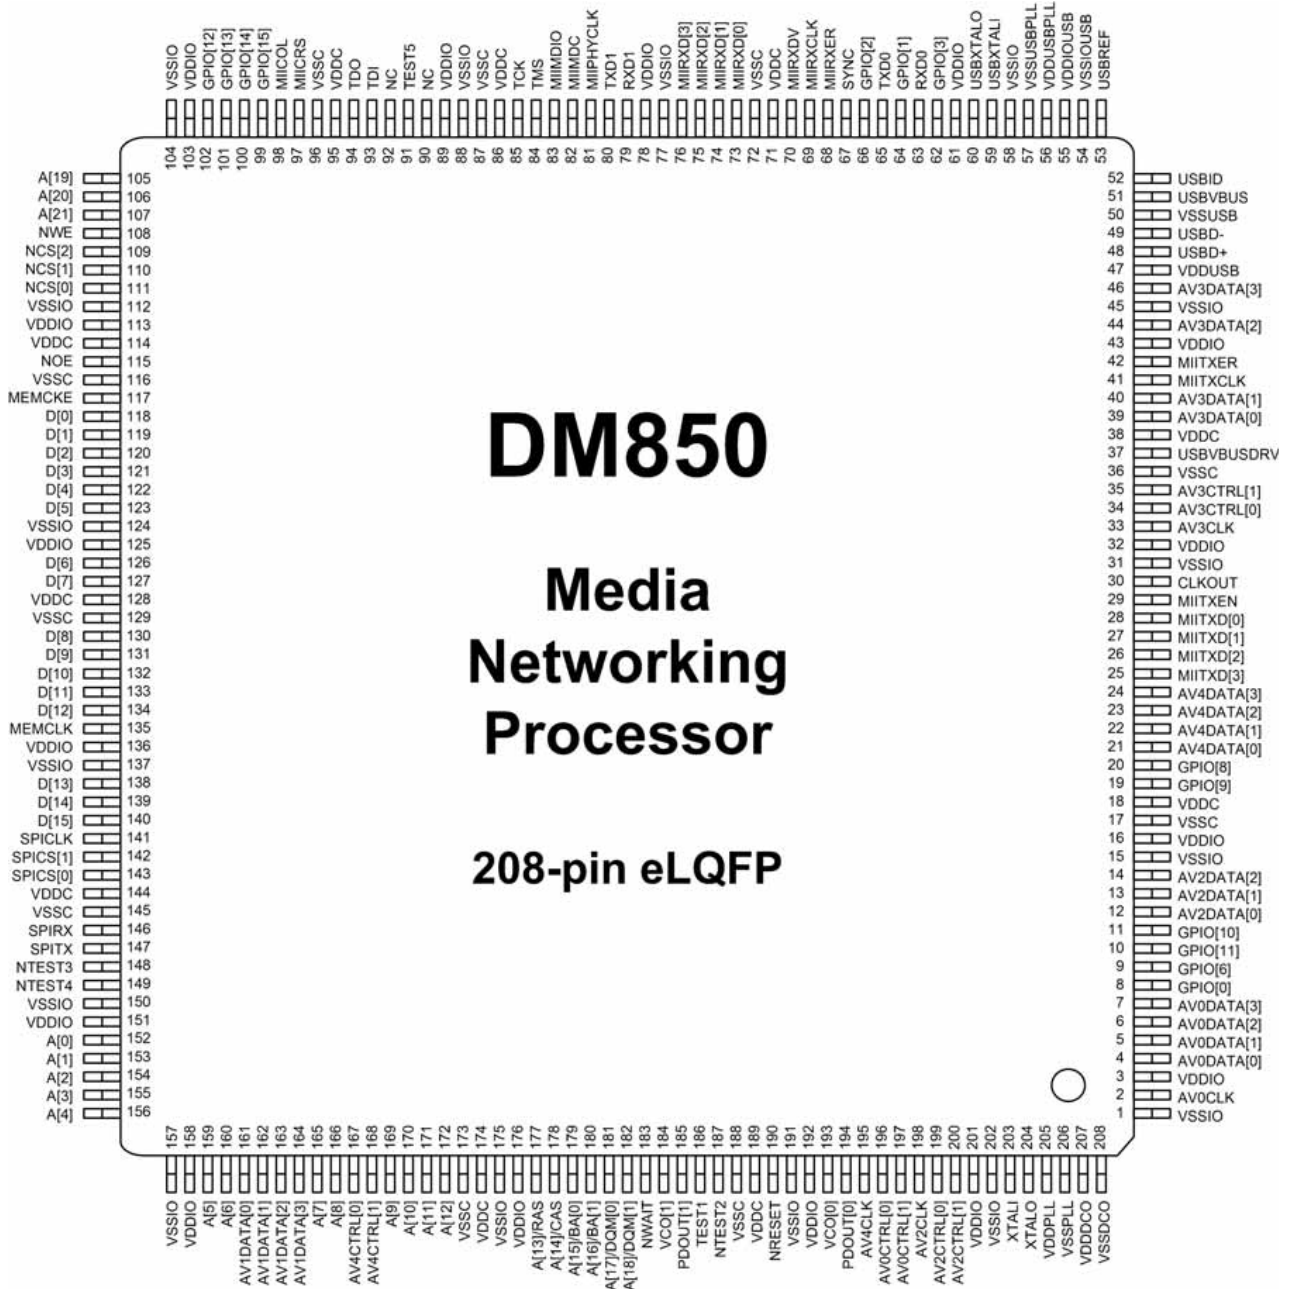 VSSIO 104
VDDIO 103
GPIO[12] 102
GPIO[13] 101
GPIO[14] 100
GPIO[15] 99
MIICOL 98
MIICRS 97
VSSC 96
VDDC 95
TDO 94
TDI 93
NC 92
TEST5 91
NC 90
VDDIO 89
VSSIO 88
VSSC 87
VDDC 86
TCK 85
TMS 84
MIIMDIO 83
MIIMDC 82
MIIPHYCLK 81
TXD1 80
RXD1 79
VDDIO 78
VSSIO 77
MIIRXD[3] 76
MIIRXD[2] 75
MIIRXD[1] 74
MIIRXD[0] 73
VSSC 72
VDDC 71
MIIRXDV 70
MIIRXCLK 69
MIIRXER 68
SYNC 67
GPIO[2] 66
TXD0 65
GPIO[1] 64
RXD0 63
GPIO[3] 62
VDDIO 61
USBXTALO 60
USBXTALI 59
VSSIO 58
VSSUSBPLL 57
VDDUSBPLL 56
VDDIOUSB 55
VSSIOUSB 54
USBREF 53
A[19] 105
A[20] 106
A[21] 107
NWE 108
NCS[2] 109
NCS[1] 110
NCS[0] 111
VSSIO 112
VDDIO 113
VDDC 114
NOE 115
VSSC 116
MEMCKE 117
D[0] 118
D[1] 119
D[2] 120
D[3] 121
D[4] 122
D[5] 123
VSSIO 124
VDDIO 125
D[6] 126
D[7] 127
VDDC 128
VSSC 129
D[8] 130
D[9] 131
D[10] 132
D[11] 133
D[12] 134
MEMCLK 135
VDDIO 136
VSSIO 137
D[13] 138
D[14] 139
D[15] 140
SPICLK 141
SPICS[1] 142
SPICS[0] 143
VDDC 144
VSSC 145
SPIRX 146
SPITX 147
NTEST3 148
NTEST4 149
VSSIO 150
VDDIO 151
A[0] 152
A[1] 153
A[2] 154
A[3] 155
A[4] 156
DM850
Media
Networking
Processor
208-pin eLQFP
52 USBID
51 USBVBUS
50 VSSUSB
49 USBD-
48 USBD+
47 VDDUSB
46 AV3DATA[3]
45 VSSIO
44 AV3DATA[2]
43 VDDIO
42 MIITXER
41 MIITXCLK
40 AV3DATA[1]
39 AV3DATA[0]
38 VDDC
37 USBVBUSDRV
36 VSSC
35 AV3CTRL[1]
34 AV3CTRL[0]
33 AV3CLK
32 VDDIO
31 VSSIO
30 CLKOUT
29 MIITXEN
28 MIITXD[0]
27 MIITXD[1]
26 MIITXD[2]
25 MIITXD[3]
24 AV4DATA[3]
23 AV4DATA[2]
22 AV4DATA[1]
21 AV4DATA[0]
20 GPIO[8]
19 GPIO[9]
18 VDDC
17 VSSC
16 VDDIO
15 VSSIO
14 AV2DATA[2]
13 AV2DATA[1]
12 AV2DATA[0]
11 GPIO[10]
10 GPIO[11]
9 GPIO[6]
8 GPIO[0]
7 AV0DATA[3]
6 AV0DATA[2]
5 AV0DATA[1]
4 AV0DATA[0]
3 VDDIO
2 AV0CLK
1 VSSIO
157 VSSIO
158 VDDIO
159 A[5]
160 A[6]
161 AV1DATA[0]
162 AV1DATA[1]
163 AV1DATA[2]
164 AV1DATA[3]
165 A[7]
166 A[8]
167 AV4CTRL[0]
168 AV4CTRL[1]
169 A[9]
170 A[10]
171 A[11]
172 A[12]
173 VSSC
174 VDDC
175 VSSIO
176 VDDIO
177 A[13]/RAS
178 A[14]/CAS
179 A[15]/BA[0]
180 A[16]/BA[1]
181 A[17]/DQM[0]
182 A[18]/DQM[1]
183 NWAIT
184 VCO[1]
185 PDOUT[1]
186 TEST1
187 NTEST2
188 VSSC
189 VDDC
190 NRESET
191 VSSIO
192 VDDIO
193 VCO[0]
194 PDOUT[0]
195 AV4CLK
196 AV0CTRL[0]
197 AV0CTRL[1]
198 AV2CLK
199 AV2CTRL[0]
200 AV2CTRL[1]
201 VDDIO
202 VSSIO
203 XTALI
204 XTALO
205 VDDPLL
206 VSSPLL
207 VDDDCO
208 VSSDCO